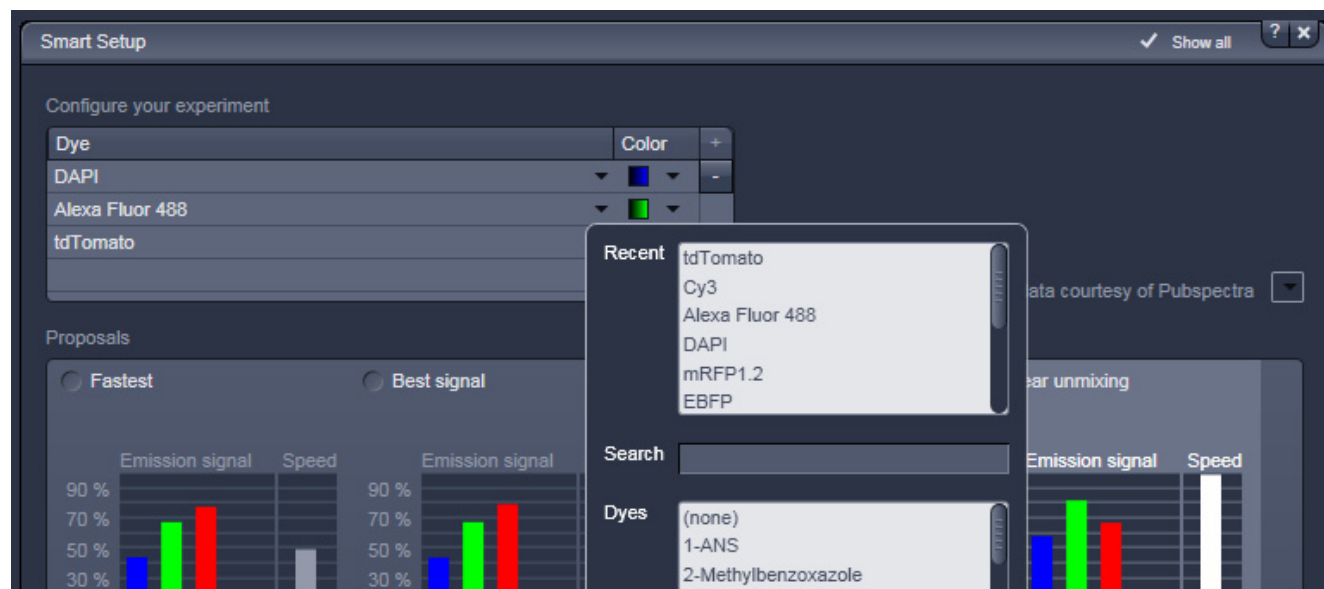 Smart Setup
✓ Show all ? ×
Configure your experiment
Dye Color +
DAPI -
Alexa Fluor 488
tdTomato
Recent
tdTomato
Cy3
Alexa Fluor 488
DAPI
mRFP1.2
EBFP
ata courtesy of Pubspectra
Proposals
Fastest
Best signal
ear unmixing
Search
Emission signal Speed
Emission signal
Emission signal Speed
90 %
70 %
50 %
30 %
90 %
70 %
50 %
30 %
Dyes
(none)
1-ANS
2-Methylbenzoxazole